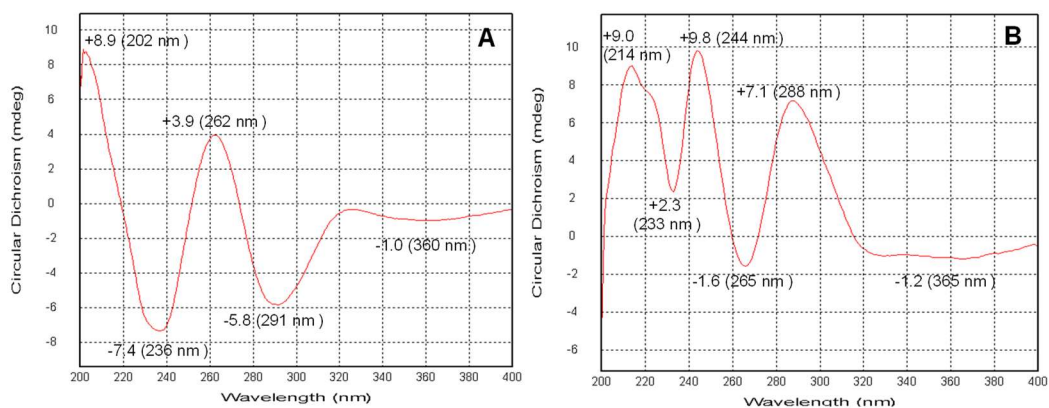 A
+8.9 (202 nm )
+3.9 (262 nm )
-1.0 (360 nm )
-5.8 (291 nm )
-7.4 (236 nm )
Circular Dichroism (mdeg)
10
8
6
4
2
0
-2
-4
-6
-8
200 220 240 260 280 300 320 340 360 380 400
Wavelength (nm)
B
+9.0
(214 nm )
+9.8 (244 nm )
+7.1 (288 nm )
+2.3
(233 nm )
-1.6 (265 nm )
-1.2 (365 nm )
Circular Dichroism (mdeg)
10
8
6
4
2
0
-2
-4
-6
200 220 240 260 280 300 320 340 360 380 400
Wavelength (nm)